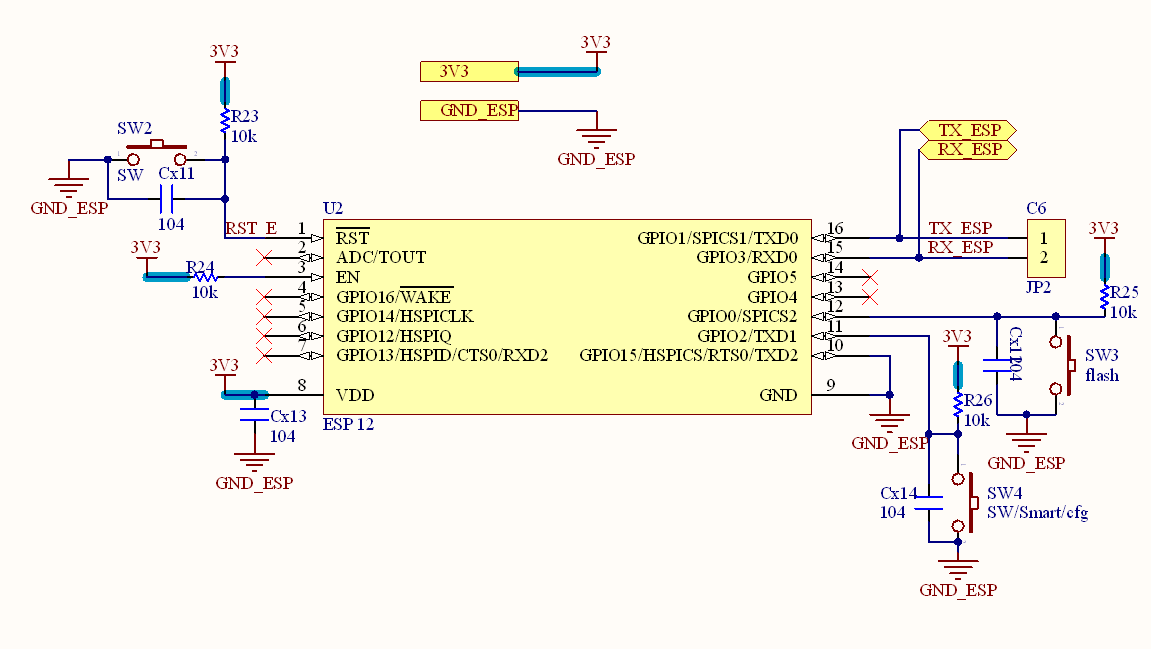 3V3
3V3
3V3
GND_ESP
GND_ESP
3V3
R23
10k
SW2
1
2
SW
Cx11
104
GND_ESP
RST_E
3V3
R24
10k
3V3
Cx13
104
GND_ESP
U2
1
RST
2
ADC/TOUT
3
EN
4
GPIO16/WAKE
5
GPIO14/HSPICLK
6
GPIO12/HSPIQ
7
GPIO13/HSPID/CTS0/RXD2
8
VDD
ESP 12
GPIO1/SPICS1/TXD0
16
GPIO3/RXD0
15
GPIO5
14
GPIO4
13
GPIO0/SPICS2
12
GPIO2/TXD1
11
GPIO15/HSPICS/RTS0/TXD2
10
GND
9
GND_ESP
TX_ESP
RX_ESP
TX_ESP
RX_ESP
C6
1
2
JP2
3V3
R25
10k
104
SW3
flash
GND_ESP
3V3
R26
10k
Cx14
104
SW4
SW/Smart/cfg
GND_ESP